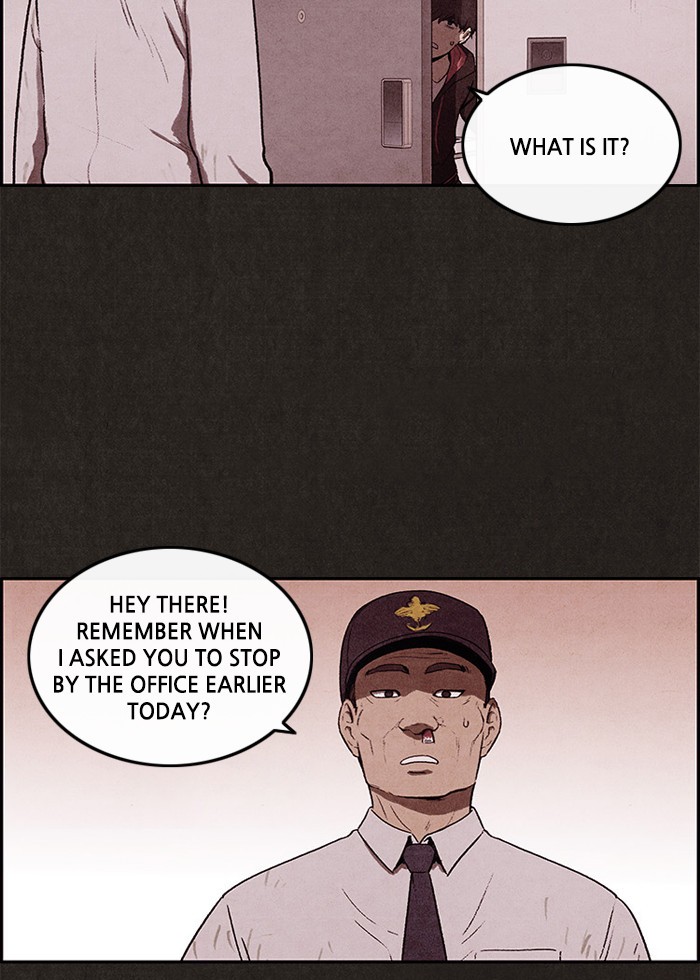 WHAT IS IT?
HEY THERE!
REMEMBER WHEN
I ASKED YOU TO STOP
BY THE OFFICE EARLIER
TODAY?